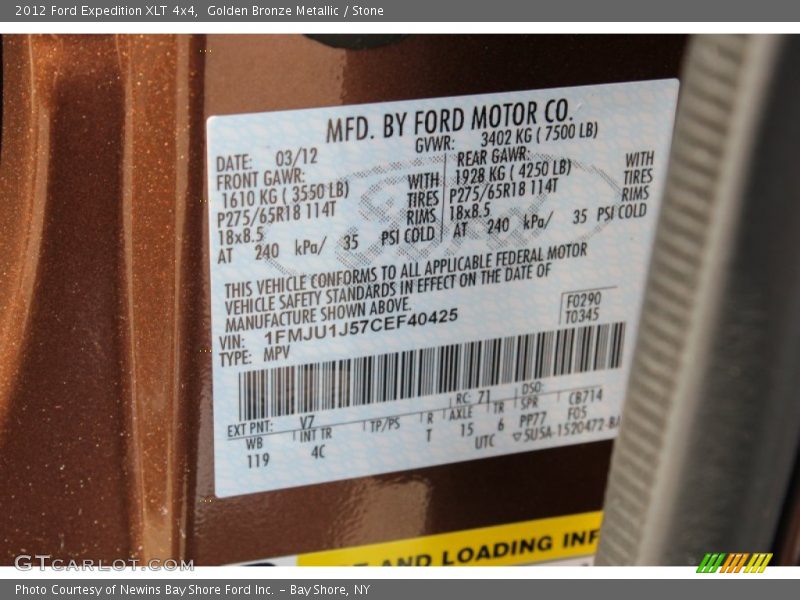 2012 Ford Expedition XLT 4x4, Golden Bronze Metallic / Stone
MFD. BY FORD MOTOR CO.
DATE: 03/12 GVWR: 3402 KG ( 7500 LB)
FRONT GAWR: REAR GAWR:
1610 KG ( 3550 LB) WITH 1928 KG ( 4250 LB) WITH
P275/65R18 114T TIRES P275/65R18 114T TIRES
18x8.5 RIMS 18x8.5 RIMS
AT 240 kPa/ 35 PSI COLD AT 240 kPa/ 35 PSI COLD
THIS VEHICLE CONFORMS TO ALL APPLICABLE FEDERAL MOTOR
VEHICLE SAFETY STANDARDS IN EFFECT ON THE DATE OF
MANUFACTURE SHOWN ABOVE.
F0290
T0345
VIN: 1FMJU1J57CEF40425
TYPE: MPV
EXT PNT: VZ RC: 71 DSO:
WB INT TR TP/PS R AXLE TR SPR CB714
119 4C T 15 6 PP77 F05
UTC ▽ 5USA-1520472-BA
AND LOADING INF
GTcarlot.com
Photo Courtesy of Newins Bay Shore Ford Inc. – Bay Shore, NY